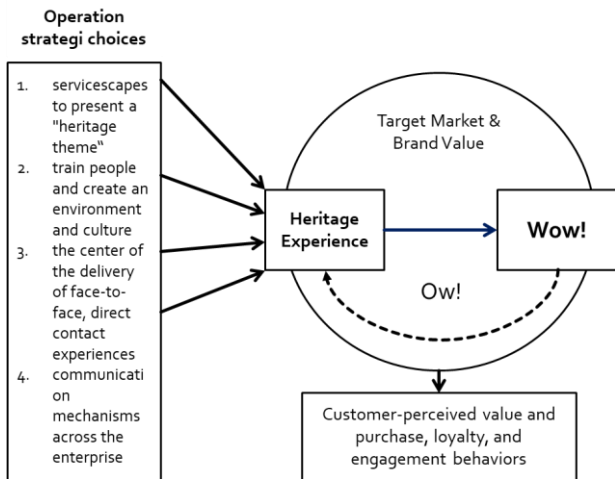 Operation
strategi choices
1. servicescapes
to present a
"heritage
theme“
2. train people
and create an
environment
and culture
3. the center of
the delivery
of face-to-
face, direct
contact
experiences
4. communicati
on
mechanisms
across the
enterprise
Target Market &
Brand Value
Heritage
Experience
Wow!
Ow!
Customer-perceived value and
purchase, loyalty, and
engagement behaviors